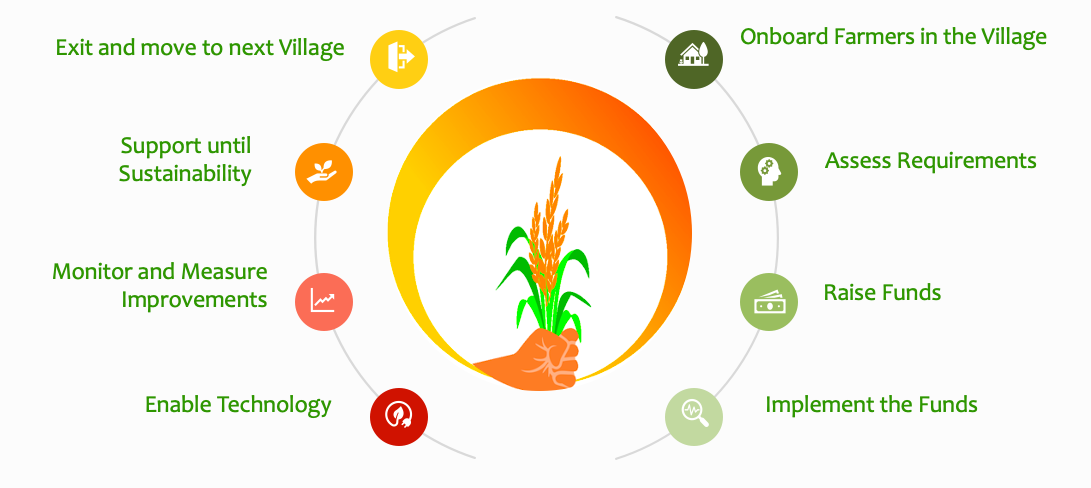 Exit and move to next Village
Onboard Farmers in the Village
Support until
Sustainability
Assess Requirements
Monitor and Measure
Improvements
Raise Funds
Enable Technology
Implement the Funds